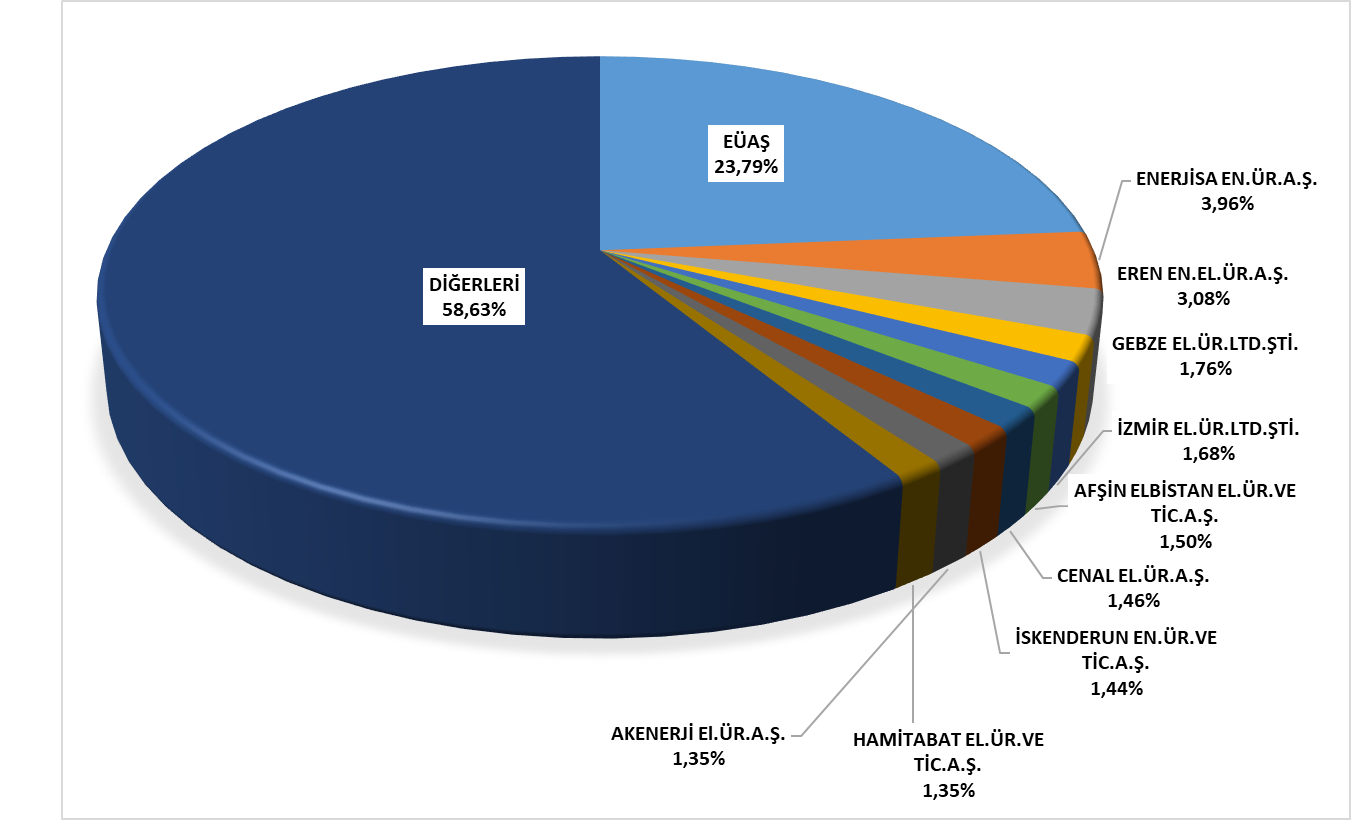 EÜAŞ
23,79%
ENERJİSA EN.ÜR.A.Ş.
3,96%
EREN EN.EL.ÜR.A.Ş.
3,08%
GEBZE EL.ÜR.LTD.ŞTİ.
1,76%
İZMİR EL.ÜR.LTD.ŞTİ.
1,68%
AFŞİN ELBİSTAN EL.ÜR.VE
TİC.A.Ş.
1,50%
CENAL EL.ÜR.A.Ş.
1,46%
İSKENDERUN EN.ÜR.VE
TİC.A.Ş.
1,44%
HAMİTABAT EL.ÜR.VE
TİC.A.Ş.
1,35%
AKENERJİ El.ÜR.A.Ş.
1,35%
DİĞERLERİ
58,63%